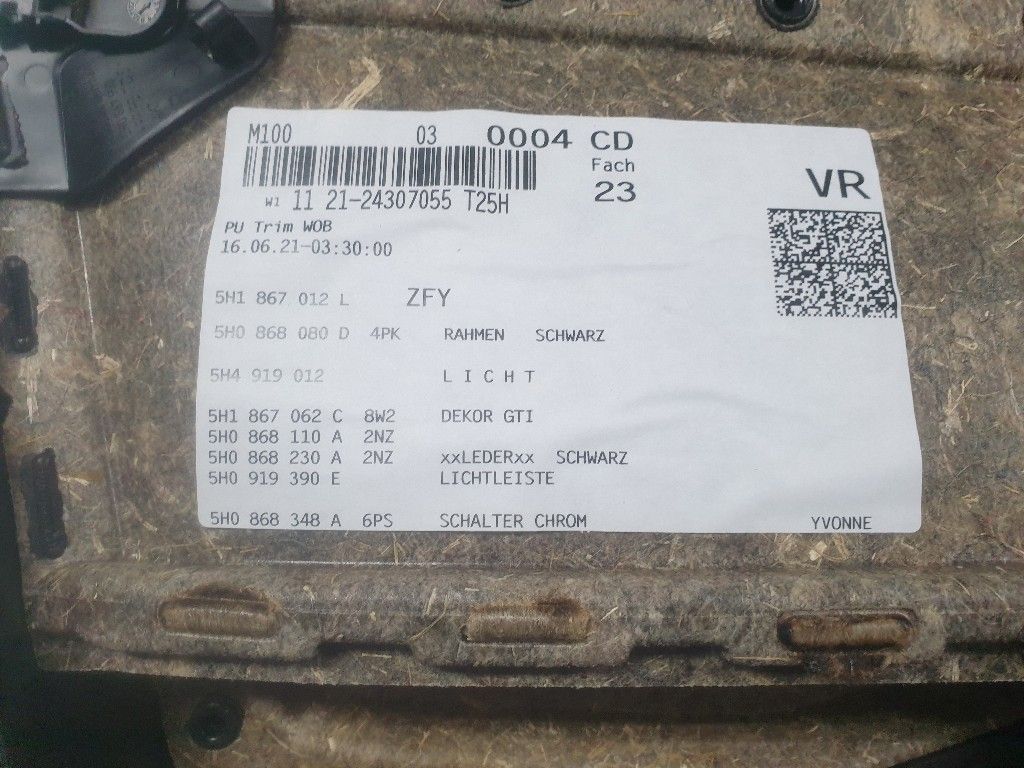 M100 03 0004 CD
Fach
23
VR
W1 11 21-24307055 T25H
PU Trim WOB
16.06.21-03:30:00
5H1 867 012 L ZFY
5H0 868 080 D 4PK RAHMEN SCHWARZ
5H4 919 012 L I C H T
5H1 867 062 C 8W2 DEKOR GTI
5H0 868 110 A 2NZ
5H0 868 230 A 2NZ xxLEDERxx SCHWARZ
5H0 919 390 E LICHTLEISTE
5H0 868 348 A 6PS SCHALTER CHROM YVONNE